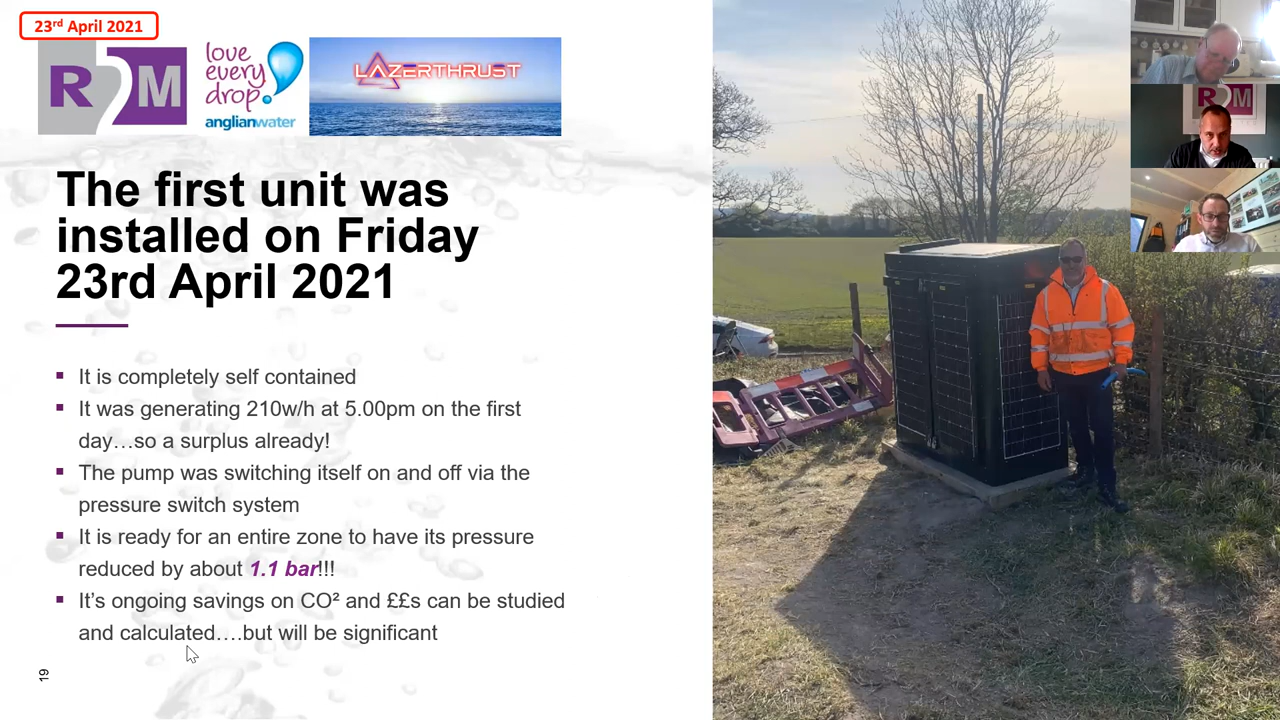 23rd April 2021
R2M
love
every
drop
anglianwater
LAZERTHRUST
R2M
The first unit was
installed on Friday
23rd April 2021
▪ It is completely self contained
▪ It was generating 210w/h at 5.00pm on the first
day…so a surplus already!
▪ The pump was switching itself on and off via the
pressure switch system
▪ It is ready for an entire zone to have its pressure
reduced by about 1.1 bar!!!
▪ It’s ongoing savings on CO² and ££s can be studied
and calculated….but will be significant
19